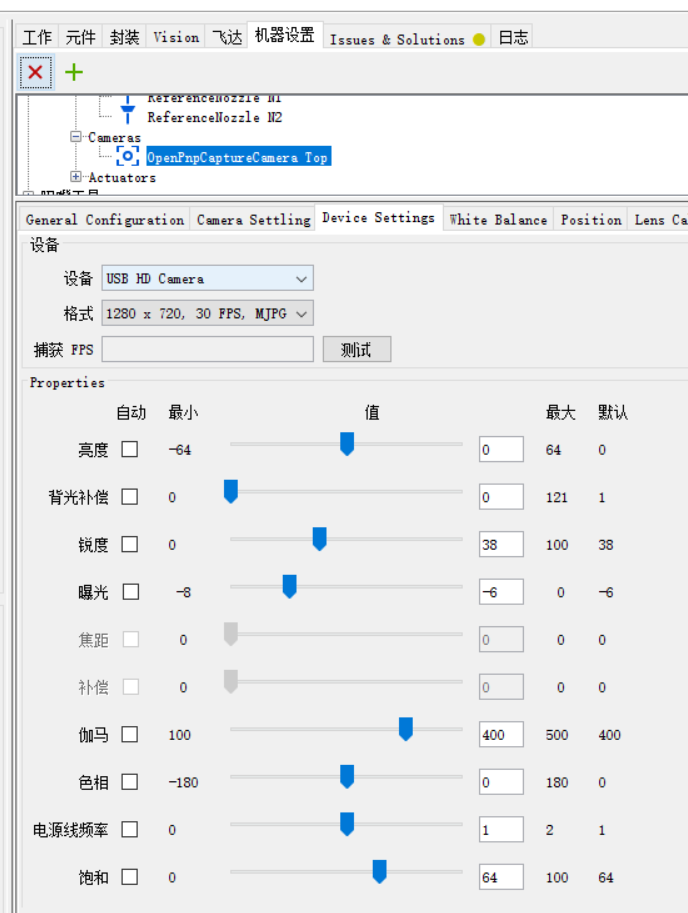 工作 元件 封装 Vision 飞达 机器设置 Issues & Solutions 日志
ReferenceNozzle N1
ReferenceNozzle N2
Cameras
OpenPnpCaptureCamera Top
Actuators
General Configuration Camera Settling Device Settings White Balance Position Lens Ca
设备
设备 USB HD Camera
格式 1280 x 720, 30 FPS, MJPG
捕获 FPS 测试
Properties
自动 最小 值 最大 默认
亮度 -64 0 64 0
背光补偿 0 0 121 1
锐度 0 38 100 38
曝光 -8 -6 0 -6
焦距 0 0 0 0
补偿 0 0 0 0
伽马 100 400 500 400
色相 -180 0 180 0
电源线频率 0 1 2 1
饱和 0 64 100 64